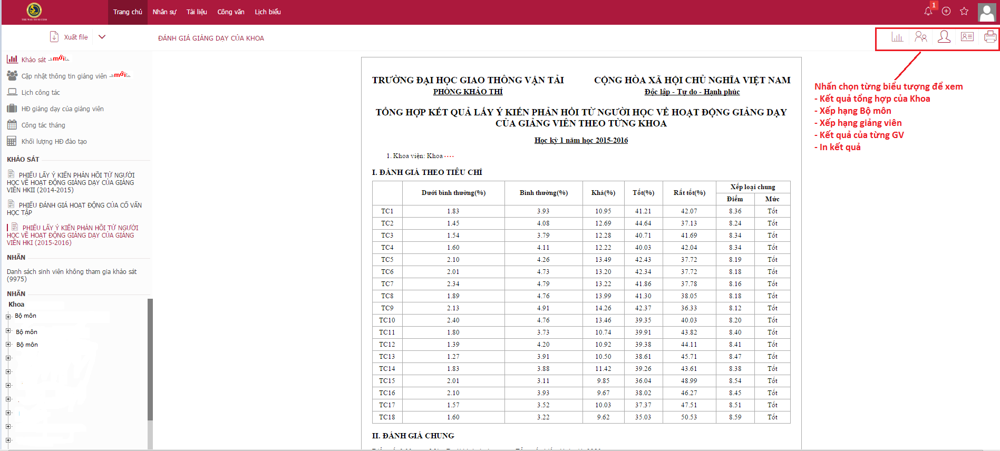 THE WAY TO SUCCESS
Trang chủ Nhân sự Tài liệu Công văn Lịch biểu
1
Xuất file
ĐÁNH GIÁ GIẢNG DẠY CỦA KHOA
Khảo sát mới
Cập nhật thông tin giảng viên mới
Lịch công tác
HĐ giảng dạy của giảng viên
Công tác tháng
Khối lượng HĐ đào tạo
KHẢO SÁT
PHIẾU LẤY Ý KIẾN PHẢN HỒI TỪ NGƯỜI
HỌC VỀ HOẠT ĐỘNG GIẢNG DẠY CỦA GIẢNG
VIÊN HKII (2014-2015)
PHIẾU ĐÁNH GIÁ HOẠT ĐỘNG CỦA CỐ VẤN
HỌC TẬP
PHIẾU LẤY Ý KIẾN PHẢN HỒI TỪ NGƯỜI
HỌC VỀ HOẠT ĐỘNG GIẢNG DẠY CỦA GIẢNG
VIÊN HKI (2015-2016)
NHÃN
Danh sách sinh viên không tham gia khảo sát
(9975)
NHÃN
Khoa
Bộ môn
Bộ môn
Bộ môn
TRƯỜNG ĐẠI HỌC GIAO THÔNG VẬN TẢI
PHÒNG KHẢO THÍ
CỘNG HÒA XÃ HỘI CHỦ NGHĨA VIỆT NAM
Độc lập - Tự do - Hạnh phúc
TỔNG HỢP KẾT QUẢ LẤY Ý KIẾN PHẢN HỒI TỪ NGƯỜI HỌC VỀ HOẠT ĐỘNG GIẢNG DẠY
CỦA GIẢNG VIÊN THEO TỪNG KHOA
Học kỳ 1 năm học 2015-2016
1. Khoa viện: Khoa ....
I. ĐÁNH GIÁ THEO TIÊU CHÍ
Dưới bình thường(%) Bình thường(%) Khá(%) Tốt(%) Rất tốt(%) Xếp loại chung
Điểm Mức
TC1 1.83 3.93 10.95 41.21 42.07 8.36 Tốt
TC2 1.45 4.08 12.69 44.64 37.13 8.24 Tốt
TC3 1.54 3.79 12.28 40.71 41.69 8.34 Tốt
TC4 1.60 4.11 12.22 40.03 42.04 8.34 Tốt
TC5 2.10 4.26 13.49 42.43 37.72 8.19 Tốt
TC6 2.01 4.73 13.20 42.34 37.72 8.18 Tốt
TC7 2.34 4.79 13.22 41.86 37.78 8.16 Tốt
TC8 1.89 4.76 13.99 41.30 38.05 8.18 Tốt
TC9 2.13 4.91 14.26 42.37 36.33 8.12 Tốt
TC10 2.40 4.76 13.46 39.35 40.03 8.20 Tốt
TC11 1.80 3.73 10.74 39.91 43.82 8.40 Tốt
TC12 1.39 4.20 10.92 39.38 44.11 8.41 Tốt
TC13 1.27 3.91 10.50 38.61 45.71 8.47 Tốt
TC14 1.83 3.88 11.42 39.26 43.61 8.38 Tốt
TC15 2.01 3.11 9.85 36.04 48.99 8.54 Tốt
TC16 2.10 3.93 9.67 38.02 46.27 8.45 Tốt
TC17 1.57 3.52 10.03 37.37 47.51 8.51 Tốt
TC18 1.60 3.22 9.62 35.03 50.53 8.59 Tốt
II. ĐÁNH GIÁ CHUNG
Nhấn chọn từng biểu tượng để xem
- Kết quả tổng hợp của Khoa
- Xếp hạng Bộ môn
- Xếp hạng giảng viên
- Kết quả của từng GV
- In kết quả